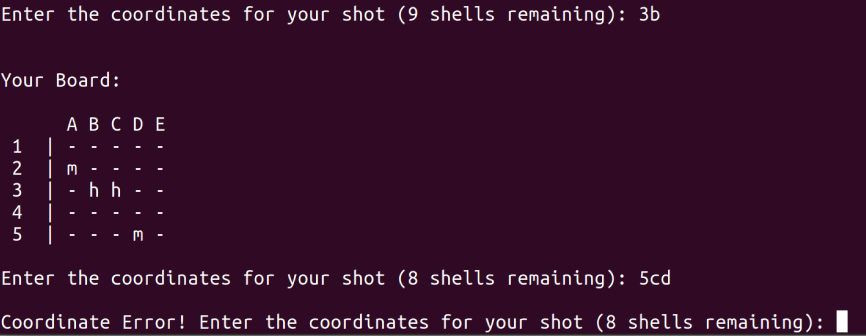 Enter the coordinates for your shot (9 shells remaining): 3b
Your Board:
A B C D E
1 | - - - - -
2 | m - - - -
3 | - h h - -
4 | - - - - -
5 | - - - m -
Enter the coordinates for your shot (8 shells remaining): 5cd
Coordinate Error! Enter the coordinates for your shot (8 shells remaining):